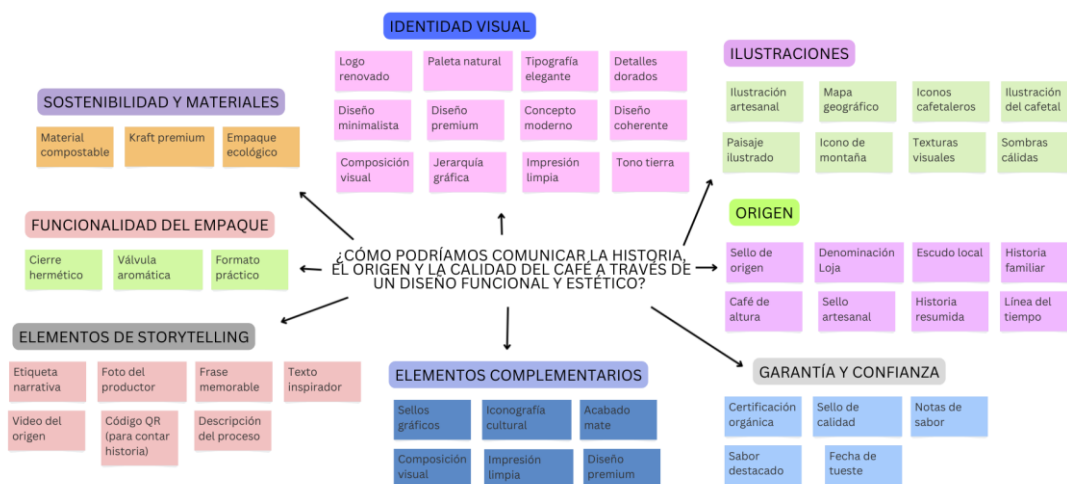 IDENTIDAD VISUAL
Logo
renovado
Paleta natural
Tipografía
elegante
Detalles
dorados
Diseño
minimalista
Diseño
premium
Concepto
moderno
Diseño
coherente
Composición
visual
Jerarquía
gráfica
Impresión
limpia
Tono tierra
ILUSTRACIONES
Ilustración
artesanal
Mapa
geográfico
Iconos
cafetaleros
Ilustración
del cafetal
Paisaje
ilustrado
Icono de
montaña
Texturas
visuales
Sombras
cálidas
SOSTENIBILIDAD Y MATERIALES
Material
compostable
Kraft premium
Empaque
ecológico
FUNCIONALIDAD DEL EMPAQUE
Cierre
hermético
Válvula
aromática
Formato
práctico
¿CÓMO PODRÍAMOS COMUNICAR LA HISTORIA,
EL ORIGEN Y LA CALIDAD DEL CAFÉ A TRAVÉS DE
UN DISEÑO FUNCIONAL Y ESTÉTICO?
ORIGEN
Sello de
origen
Denominación
Loja
Escudo local
Historia
familiar
Café de
altura
Sello
artesanal
Historia
resumida
Línea del
tiempo
ELEMENTOS DE STORYTELLING
Etiqueta
narrativa
Foto del
productor
Frase
memorable
Texto
inspirador
Video del
origen
Código QR
(para contar
historia)
Descripción
del proceso
ELEMENTOS COMPLEMENTARIOS
Sellos
gráficos
Iconografía
cultural
Acabado
mate
Composición
visual
Impresión
limpia
Diseño
premium
GARANTÍA Y CONFIANZA
Certificación
orgánica
Sello de
calidad
Notas de
sabor
Sabor
destacado
Fecha de
tueste